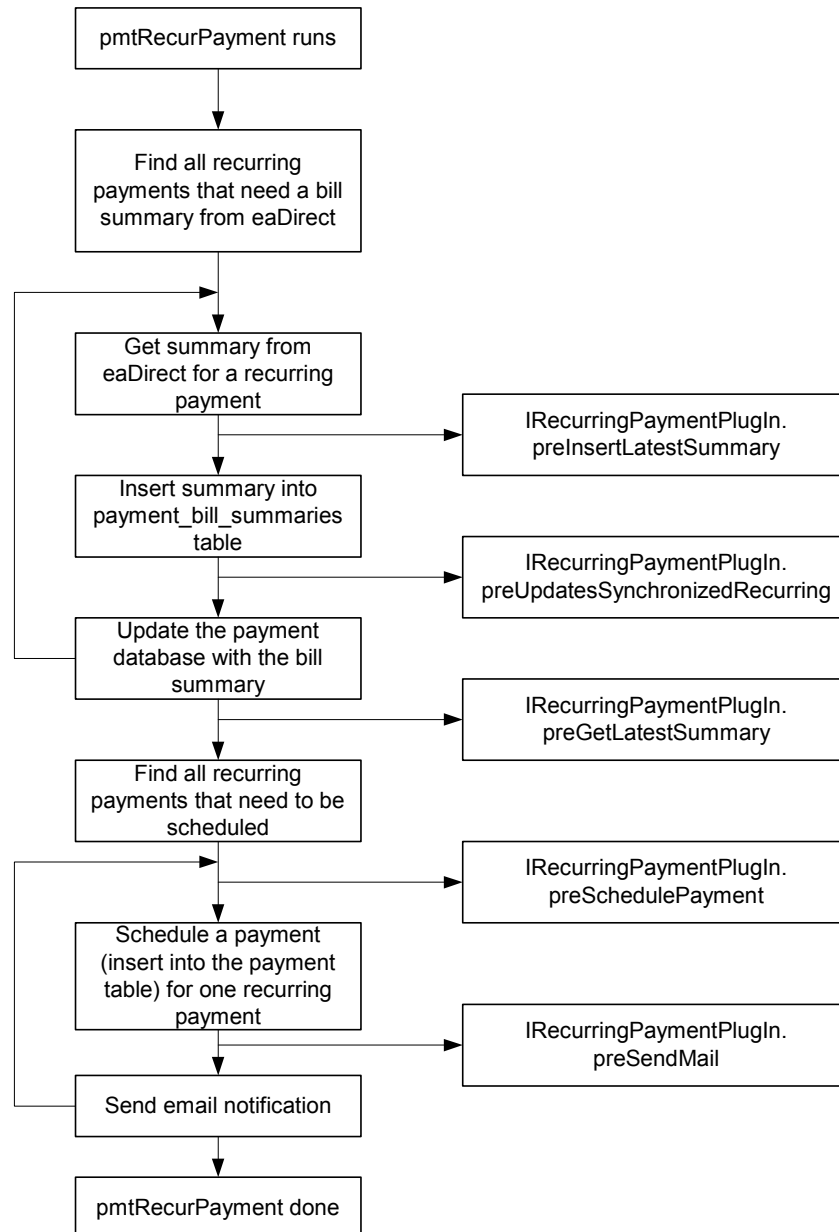 pmtRecurPayment runs
Find all recurring
payments that need a bill
summary from eaDirect
Get summary from
eaDirect for a recurring
payment
IRecurringPaymentPlugIn.
preInsertLatestSummary
Insert summary into
payment_bill_summaries
table
IRecurringPaymentPlugIn.
preUpdatesSynchronizedRecurring
Update the payment
database with the bill
summary
IRecurringPaymentPlugIn.
preGetLatestSummary
Find all recurring
payments that need to be
scheduled
IRecurringPaymentPlugIn.
preSchedulePayment
Schedule a payment
(insert into the payment
table) for one recurring
payment
IRecurringPaymentPlugIn.
preSendMail
Send email notification
pmtRecurPayment done